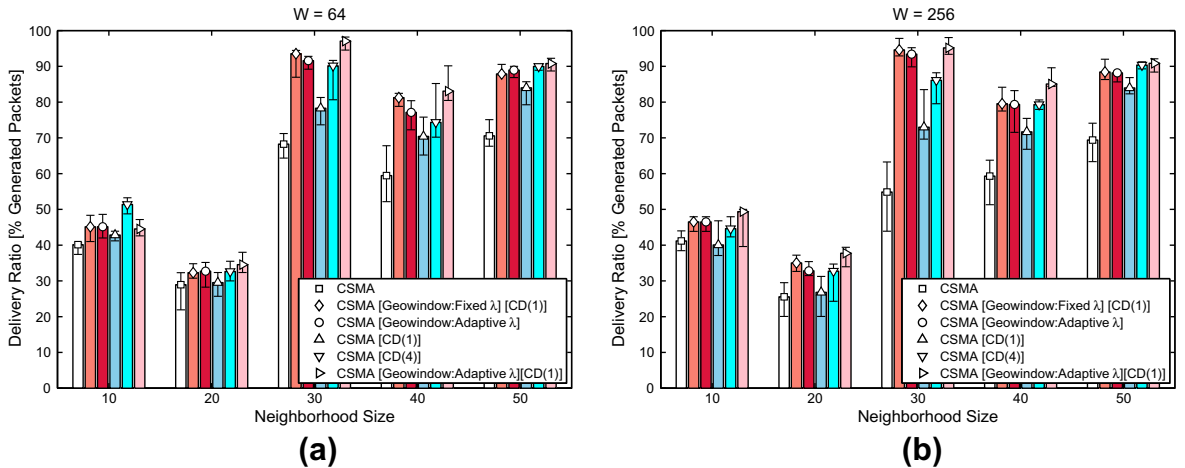 W = 64
Delivery Ratio [% Generated Packets]
100
90
80
70
60
50
40
30
20
10
0
CSMA
CSMA [Geowindow:Fixed λ] [CD(1)]
CSMA [Geowindow:Adaptive λ]
CSMA [CD(1)]
CSMA [CD(4)]
CSMA [Geowindow:Adaptive λ][CD(1)]
10 20 30 40 50
Neighborhood Size
(a)
W = 256
Delivery Ratio [% Generated Packets]
100
90
80
70
60
50
40
30
20
10
0
CSMA
CSMA [Geowindow:Fixed λ] [CD(1)]
CSMA [Geowindow:Adaptive λ]
CSMA [CD(1)]
CSMA [CD(4)]
CSMA [Geowindow:Adaptive λ][CD(1)]
10 20 30 40 50
Neighborhood Size
(b)